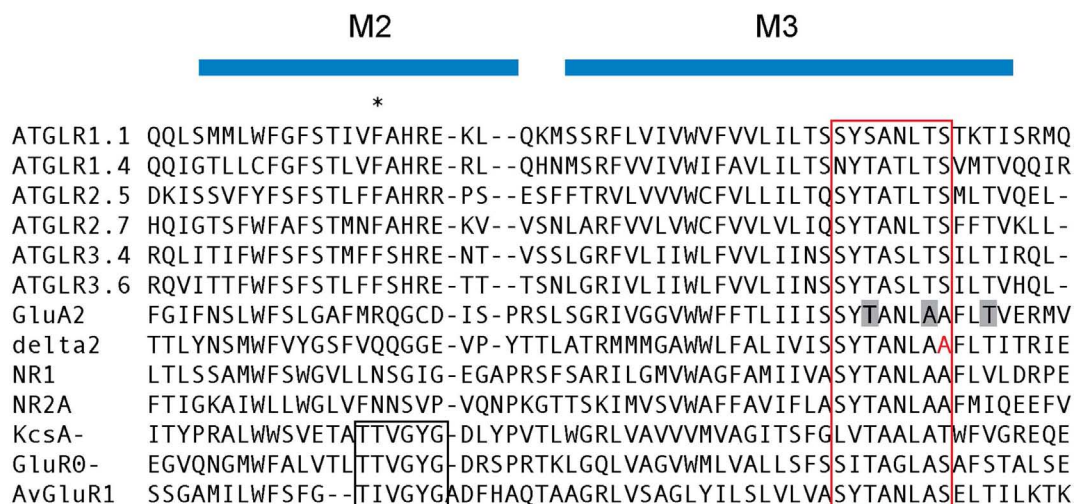 M2 M3
*
ATGLR1.1 QQLSMMLWFGFSTIVFAHRE-KL--QKMSSRFLVIVWVFVVLILTSSYSANLTSTKTISRMQ
ATGLR1.4 QQIGTLLCFGFSTLVFAHRE-RL--QHNMSRFVVIVWIFAVLILTSNYTATLTSVMTVQQIR
ATGLR2.5 DKISSVFYFSFSTLFFAHRR-PS--ESFFTRVLVVVWCFVLLILTQSYTATLTSMLTVQEL-
ATGLR2.7 HQIGTSFWFAFSTMNFAHREK-KV--VSNLARFVVLVWCFVVLVLIQSYTANLTSFFTVKLL-
ATGLR3.4 RQLITIFWFSFSTMFFSHRE-NT--VSSLGRFVLIIWLFVVLIINSSYTASLTSILTIRQL-
ATGLR3.6 RQVITTFWFSFSTLFFSHRE-TT--TSNLGRIVLIIWLFVVLIINSSYTASLTSILTVHQL-
GluA2 FGIFNSLWFSLGAFMRQGCD-IS-PRSLSGRIVGGVWWFFTLIIISSYTANLAAFLTVERMV
delta2 TTLYNSMWFVYGSFVQQGGE-VP-YTTLATRMMMGAWWLFALIVISSYTANLAAFLTITRIE
NR1 LTLSSAMWFSWGVLLNSGIG-EGAPRSFSARILGMVWAGFAMIIVASYTANLAAFLVLDRPE
NR2A FTIGKAIWLLWGLVFNNSVP-VQNPKGTTSKIMVSVWAFFAVIFLASYTANLAAFMIQEEFV
KcsA- ITYPRALWWSVETATTVGYG-DLYPVTLWGRLVAVVVMVAGITSFGLVTAALATWFVGREQE
GluR0- EGVQNGMWFALVTLTTVGYG-DRSPRTKLGQLVAGVWMLVALLSFSSITAGLASAFSTALSE
AvGluR1 SSGAMILWFSFG--TIVGYGADFHAQTAAGRLVSAGLYILSLVLVASYTANLASELTILKTK